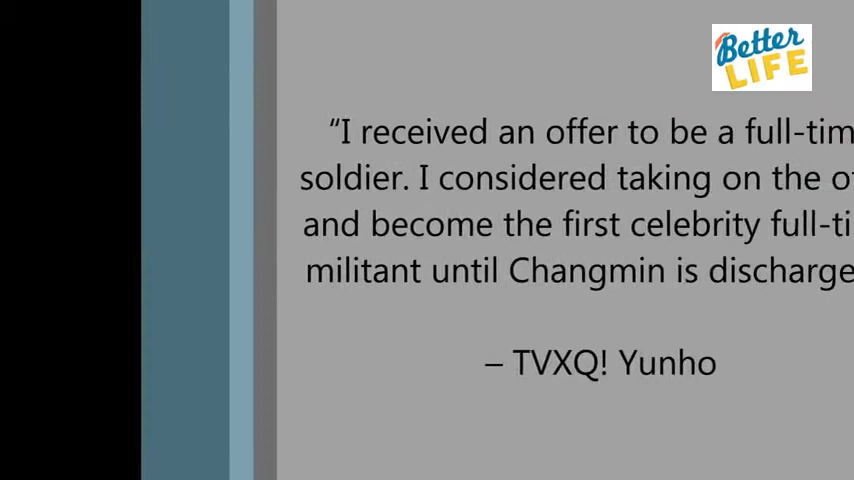 Better
LIFE
“I received an offer to be a full-tim
soldier. I considered taking on the of
and become the first celebrity full-ti
militant until Changmin is discharge
– TVXQ! Yunho